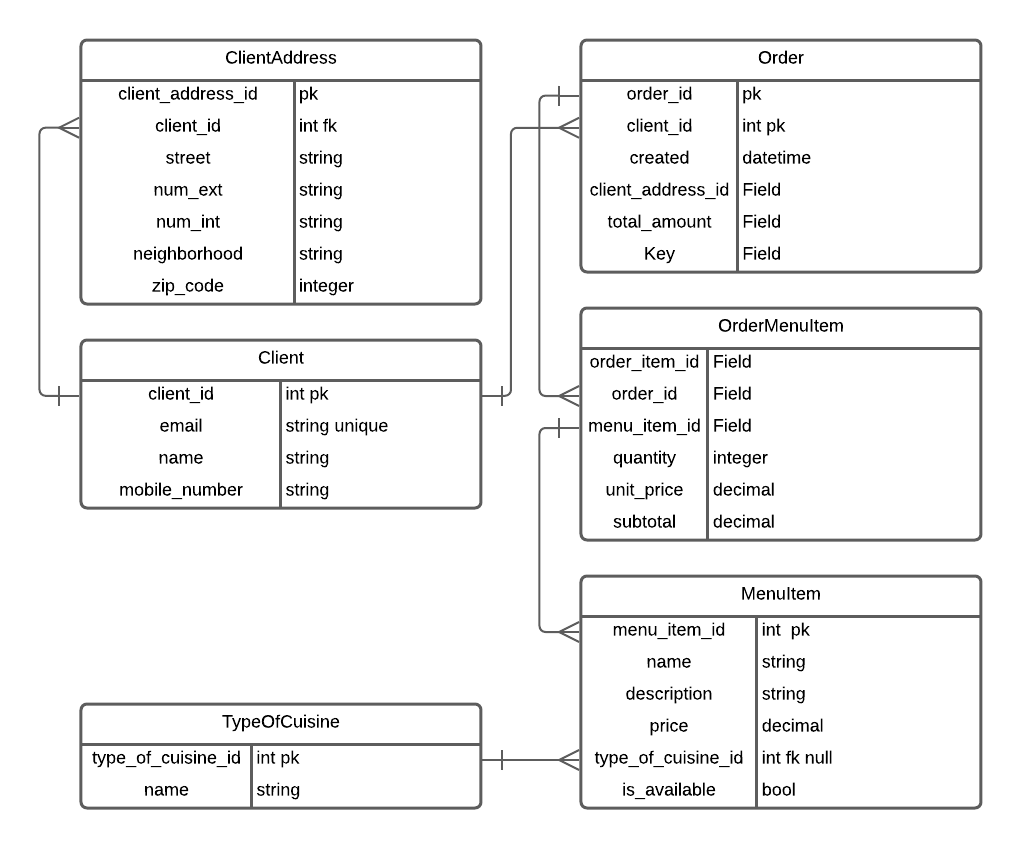 ClientAddress
client_address_id pk
client_id int fk
street string
num_ext string
num_int string
neighborhood string
zip_code integer
Client
client_id int pk
email string unique
name string
mobile_number string
TypeOfCuisine
type_of_cuisine_id int pk
name string
Order
order_id pk
client_id int pk
created datetime
client_address_id Field
total_amount Field
Key Field
OrderMenuItem
order_item_id Field
order_id Field
menu_item_id Field
quantity integer
unit_price decimal
subtotal decimal
MenuItem
menu_item_id int pk
name string
description string
price decimal
type_of_cuisine_id int fk null
is_available bool